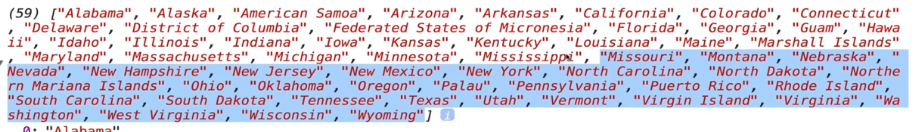 (59) ["Alabama", "Alaska", "American Samoa", "Arizona", "Arkansas", "California", "Colorado", "Connecticut"
, "Delaware", "District of Columbia", "Federated States of Micronesia", "Florida", "Georgia", "Guam", "Hawa
ii", "Idaho", "Illinois", "Indiana", "Iowa", "Kansas", "Kentucky", "Louisiana", "Maine", "Marshall Islands"
, "Maryland", "Massachusetts", "Michigan", "Minnesota", "Mississippi", "Missouri", "Montana", "Nebraska", "
Nevada", "New Hampshire", "New Jersey", "New Mexico", "New York", "North Carolina", "North Dakota", "Northe
rn Mariana Islands", "Ohio", "Oklahoma", "Oregon", "Palau", "Pennsylvania", "Puerto Rico", "Rhode Island",
"South Carolina", "South Dakota", "Tennessee", "Texas", "Utah", "Vermont", "Virgin Island", "Virginia", "Wa
shington", "West Virginia", "Wisconsin", "Wyoming"] i
0: "Alabama"